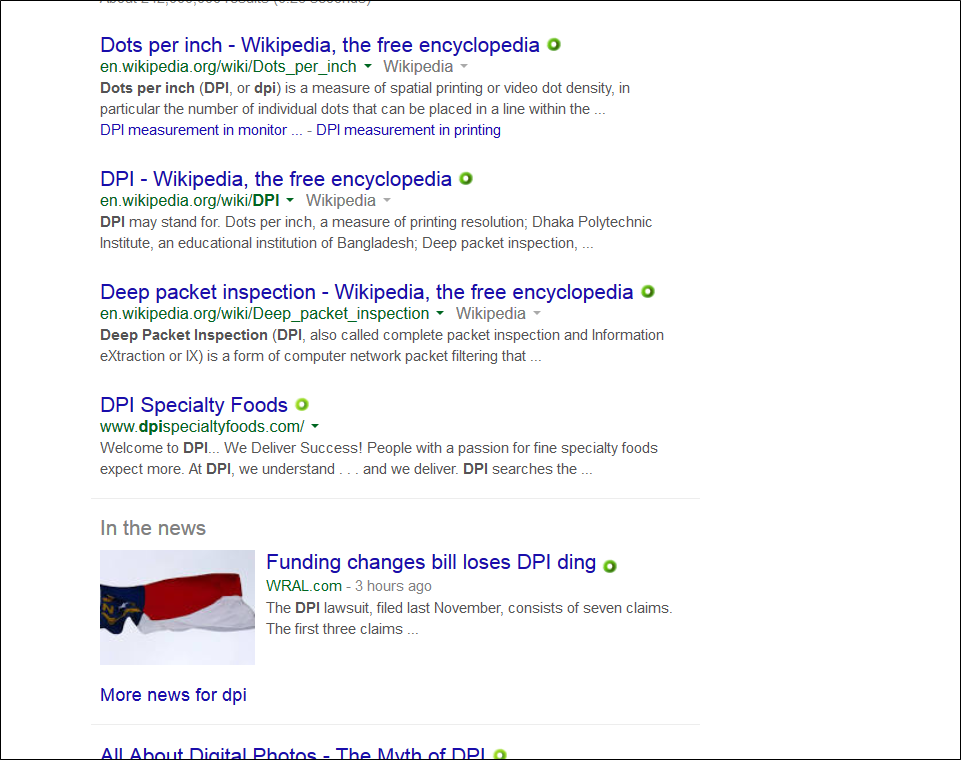 Dots per inch - Wikipedia, the free encyclopedia
en.wikipedia.org/wiki/Dots_per_inch Wikipedia
Dots per inch (DPI, or dpi) is a measure of spatial printing or video dot density, in
particular the number of individual dots that can be placed in a line within the ...
DPI measurement in monitor ... - DPI measurement in printing
DPI - Wikipedia, the free encyclopedia
en.wikipedia.org/wiki/DPI Wikipedia
DPI may stand for. Dots per inch, a measure of printing resolution; Dhaka Polytechnic
Institute, an educational institution of Bangladesh; Deep packet inspection, ...
Deep packet inspection - Wikipedia, the free encyclopedia
en.wikipedia.org/wiki/Deep_packet_inspection Wikipedia
Deep Packet Inspection (DPI, also called complete packet inspection and Information
eXtraction or IX) is a form of computer network packet filtering that ...
DPI Specialty Foods
www.dpispecialtyfoods.com/
Welcome to DPI... We Deliver Success! People with a passion for fine specialty foods
expect more. At DPI, we understand . . . and we deliver. DPI searches the ...
In the news
Funding changes bill loses DPI ding
WRAL.com - 3 hours ago
The DPI lawsuit, filed last November, consists of seven claims.
The first three claims ...
More news for dpi
All About Digital Photos - The Myth of DPI